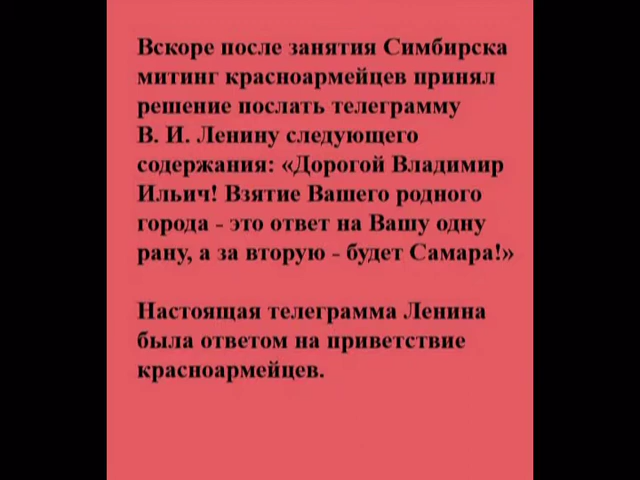 Вскоре после занятия Симбирска
митинг красноармейцев принял
решение послать телеграмму
В. И. Ленину следующего
содержания: «Дорогой Владимир
Ильич! Взятие Вашего родного
города - это ответ на Вашу одну
рану, а за вторую - будет Самара!»
Настоящая телеграмма Ленина
была ответом на приветствие
красноармейцев.